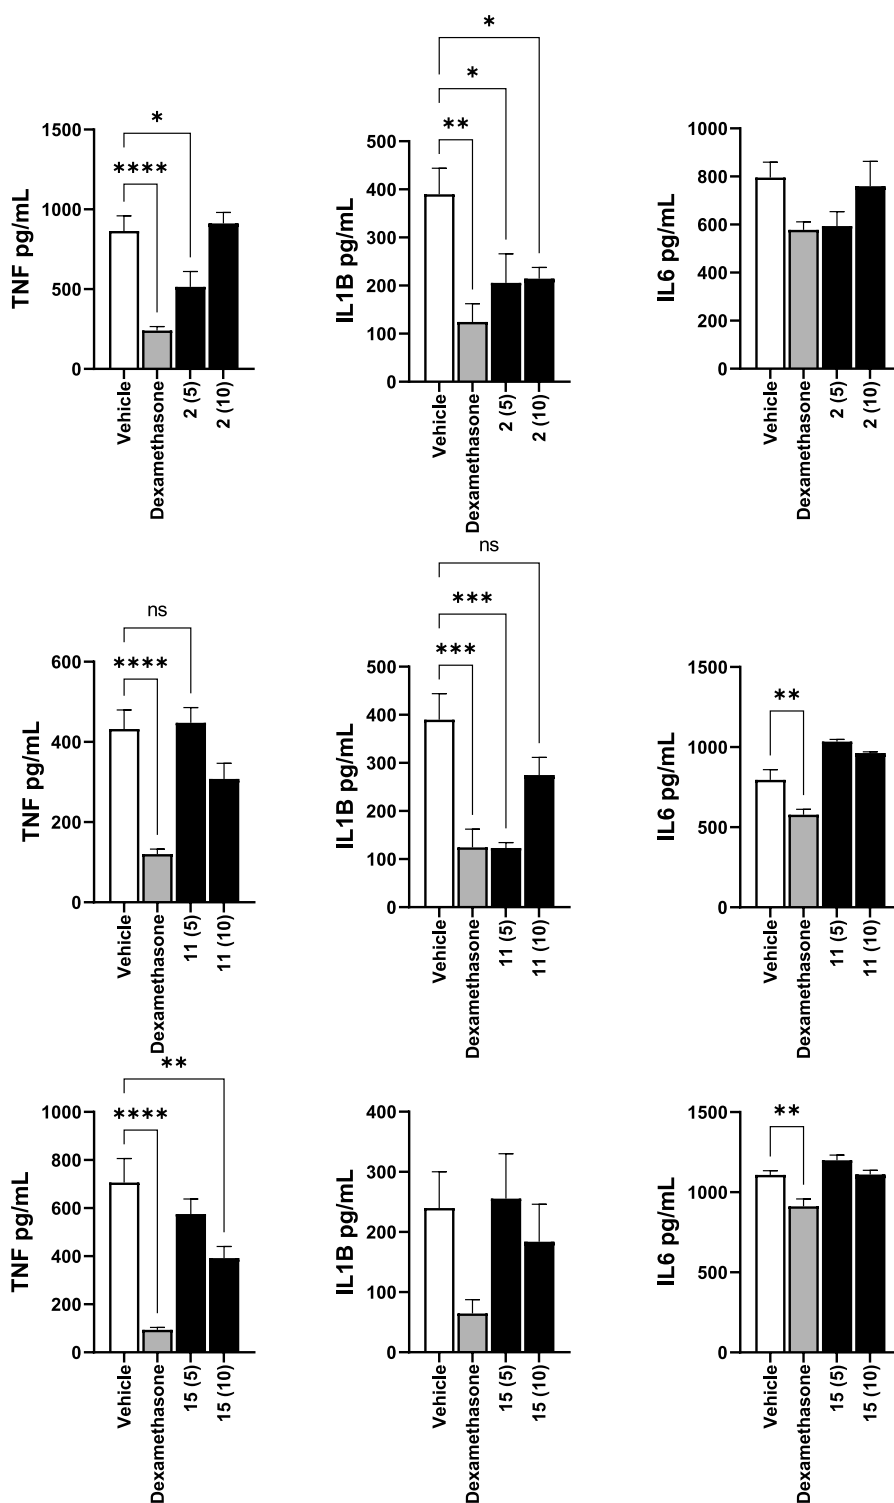 *
*
*
****
**
1500
1000
500
0
TNF pg/mL
Vehicle
Dexamethasone
2 (5)
2 (10)
500
400
300
200
100
0
IL1B pg/mL
Vehicle
Dexamethasone
2 (5)
2 (10)
1000
800
600
400
200
0
IL6 pg/mL
Vehicle
Dexamethasone
2 (5)
2 (10)
ns
****
600
400
200
0
TNF pg/mL
Vehicle
Dexamethasone
11 (5)
11 (10)
ns
***
***
500
400
300
200
100
0
IL1B pg/mL
Vehicle
Dexamethasone
11 (5)
11 (10)
**
1500
1000
500
0
IL6 pg/mL
Vehicle
Dexamethasone
11 (5)
11 (10)
**
****
1000
800
600
400
200
0
TNF pg/mL
Vehicle
Dexamethasone
15 (5)
15 (10)
400
300
200
100
0
IL1B pg/mL
Vehicle
Dexamethasone
15 (5)
15 (10)
**
1500
1000
500
0
IL6 pg/mL
Vehicle
Dexamethasone
15 (5)
15 (10)